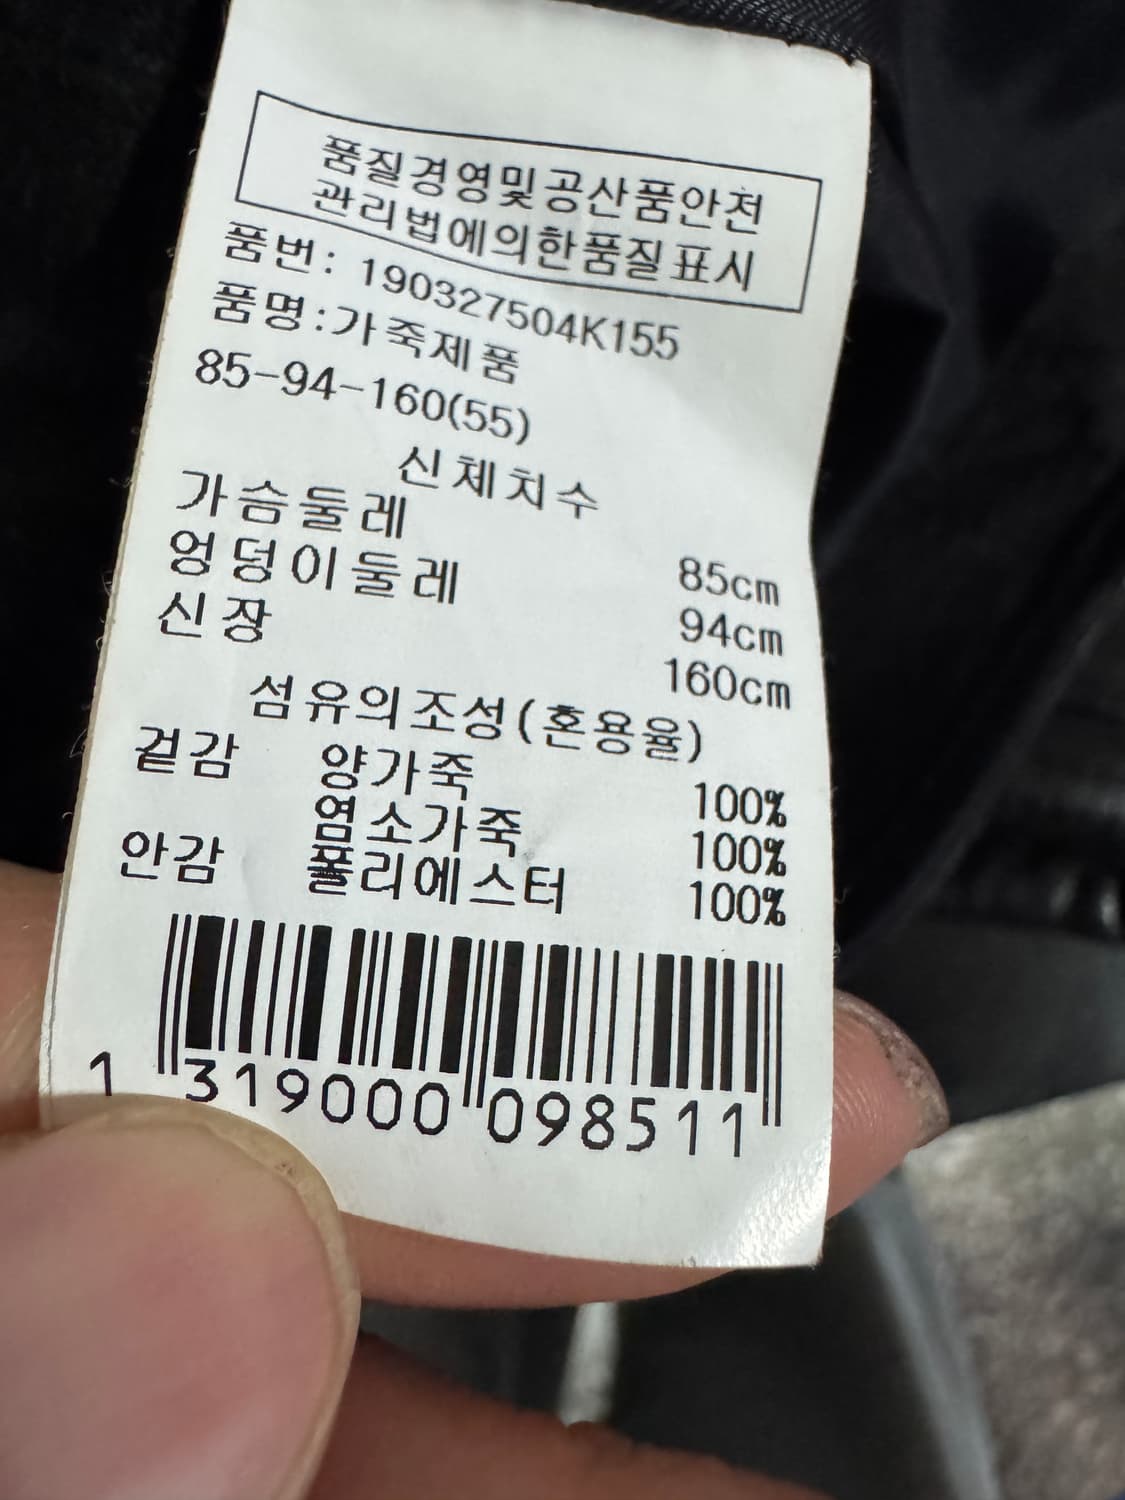 품질경영및공산품안전
관리법에의한품질표시
품번: 190327504K155
품명:가죽제품
85-94-160(55)
신체치수
가슴둘레 85cm
엉덩이둘레 94cm
신장 160cm
섬유의조성(혼용율)
겉감 양가죽 100%
염소가죽 100%
안감 폴리에스터 100%
1 319000 098511